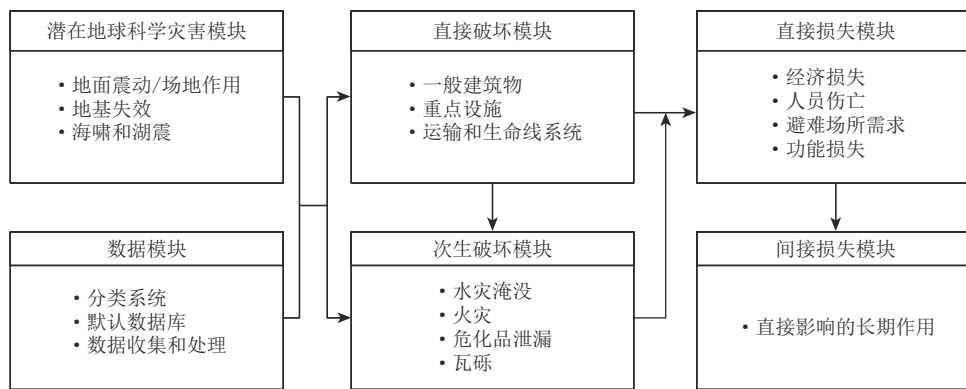 潜在地球科学灾害模块
• 地面震动/场地作用
• 地基失效
• 海啸和湖震
直接破坏模块
• 一般建筑物
• 重点设施
• 运输和生命线系统
直接损失模块
• 经济损失
• 人员伤亡
• 避难场所需求
• 功能损失
数据模块
• 分类系统
• 默认数据库
• 数据收集和处理
次生破坏模块
• 水灾淹没
• 火灾
• 危化品泄漏
• 瓦砾
间接损失模块
• 直接影响的长期作用